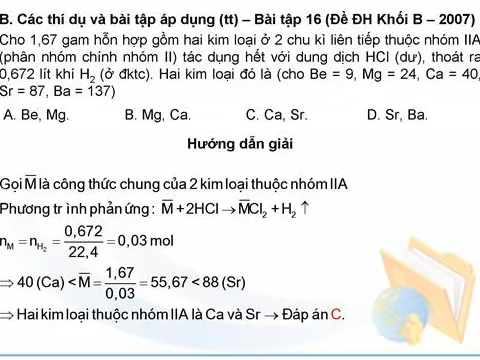 B. Các thí dụ và bài tập áp dụng (tt) – Bài tập 16 (Đề ĐH Khối B – 2007)
Cho 1,67 gam hỗn hợp gồm hai kim loại ở 2 chu kì liên tiếp thuộc nhóm IIA
(phân nhóm chính nhóm II) tác dụng hết với dung dịch HCl (dư), thoát ra
0,672 lít khí H₂ (ở đktc). Hai kim loại đó là (cho Be = 9, Mg = 24, Ca = 40,
Sr = 87, Ba = 137)
A. Be, Mg. B. Mg, Ca. C. Ca, Sr. D. Sr, Ba.
Hướng dẫn giải
Gọi M̅ là công thức chung của 2 kim loại thuộc nhóm IIA
Phương tr ình phản ứng : M̅ + 2HCl → M̅Cl₂ + H₂ ↑
n_M = n_H₂ = 0,672/22,4 = 0,03 mol
⇒ 40 (Ca) < M̅ = 1,67/0,03 = 55,67 < 88 (Sr)
⇒ Hai kim loại thuộc nhóm IIA là Ca và Sr → Đáp án C.